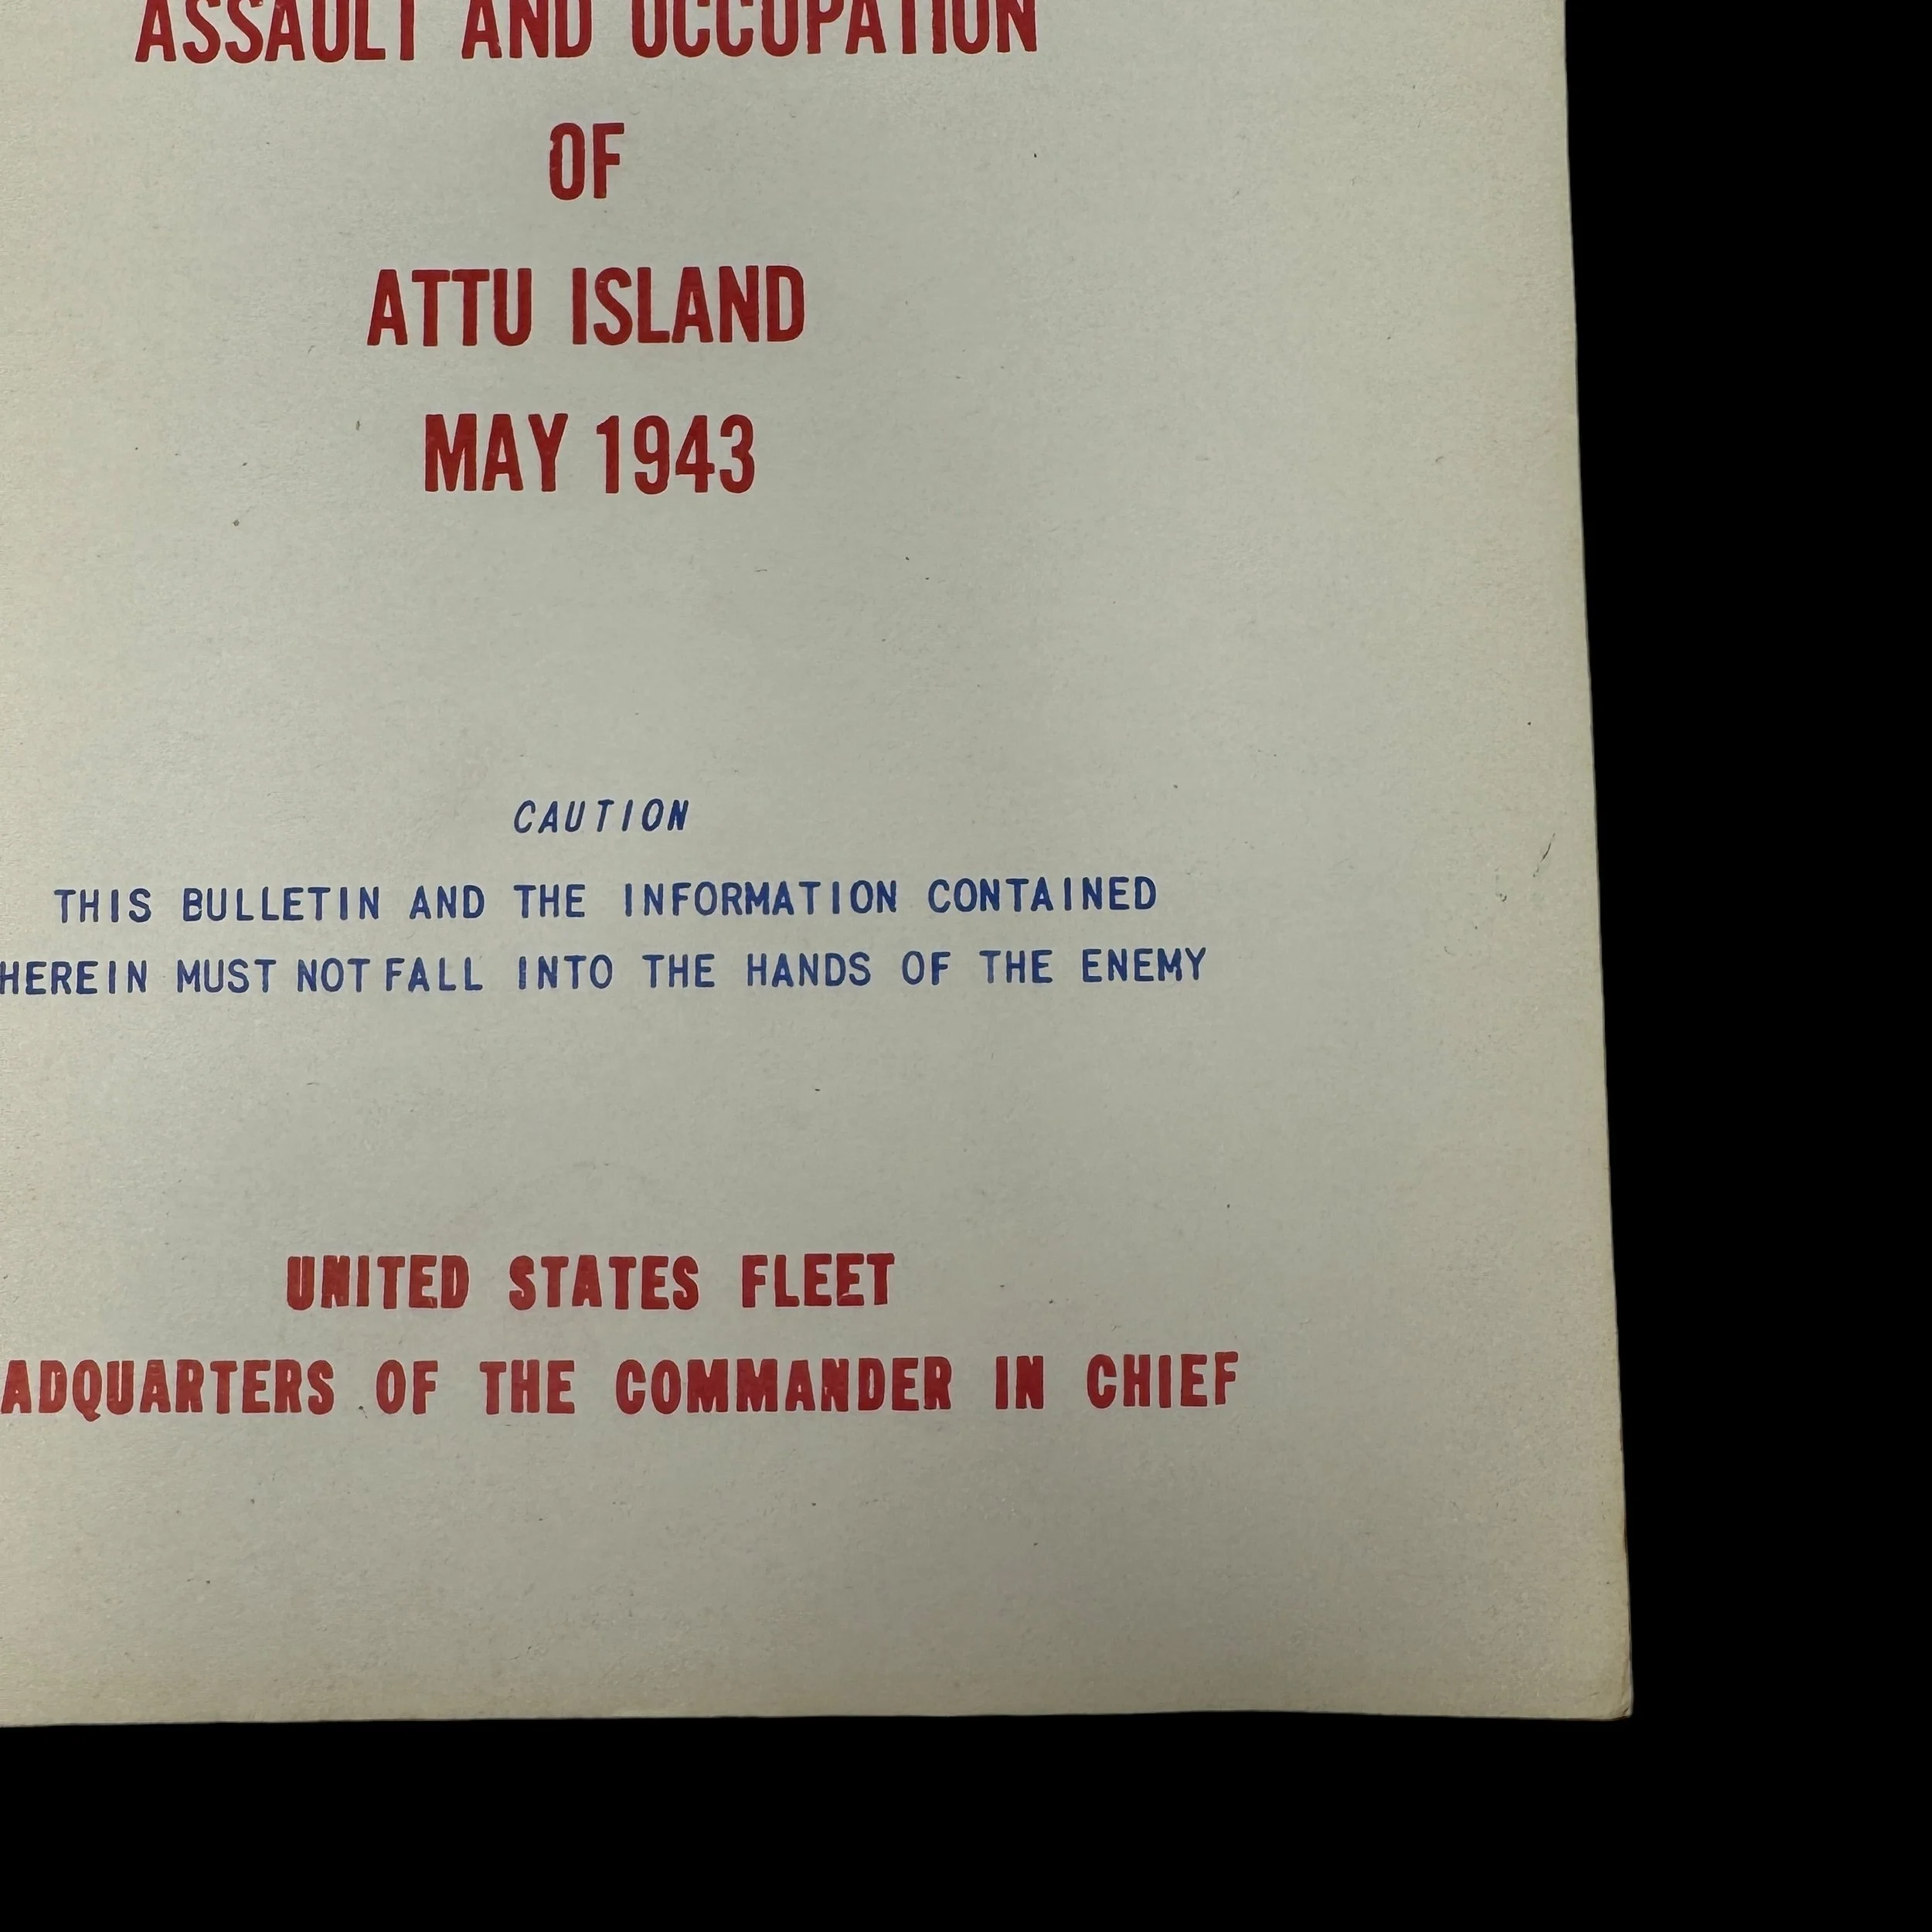 ASSAULT AND OCCUPATION
OF
ATTU ISLAND
MAY 1943
CAUTION
THIS BULLETIN AND THE INFORMATION CONTAINED
HEREIN MUST NOT FALL INTO THE HANDS OF THE ENEMY
UNITED STATES FLEET
ADQUARTERS OF THE COMMANDER IN CHIEF